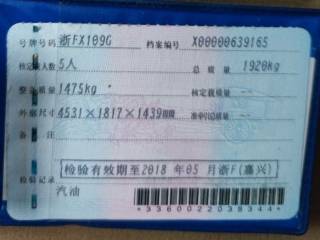 号牌号码 浙FX109G 档案编号 X00000639165
核定载人数 5人 总质量 1920kg
整备质量 1475kg 核定载质量 --
外廓尺寸 4531×1817×1439mm 准牵引总质量 --
备注
检验有效期至2018年05月浙F(嘉兴)
检验记录
汽油
*3360022038344*